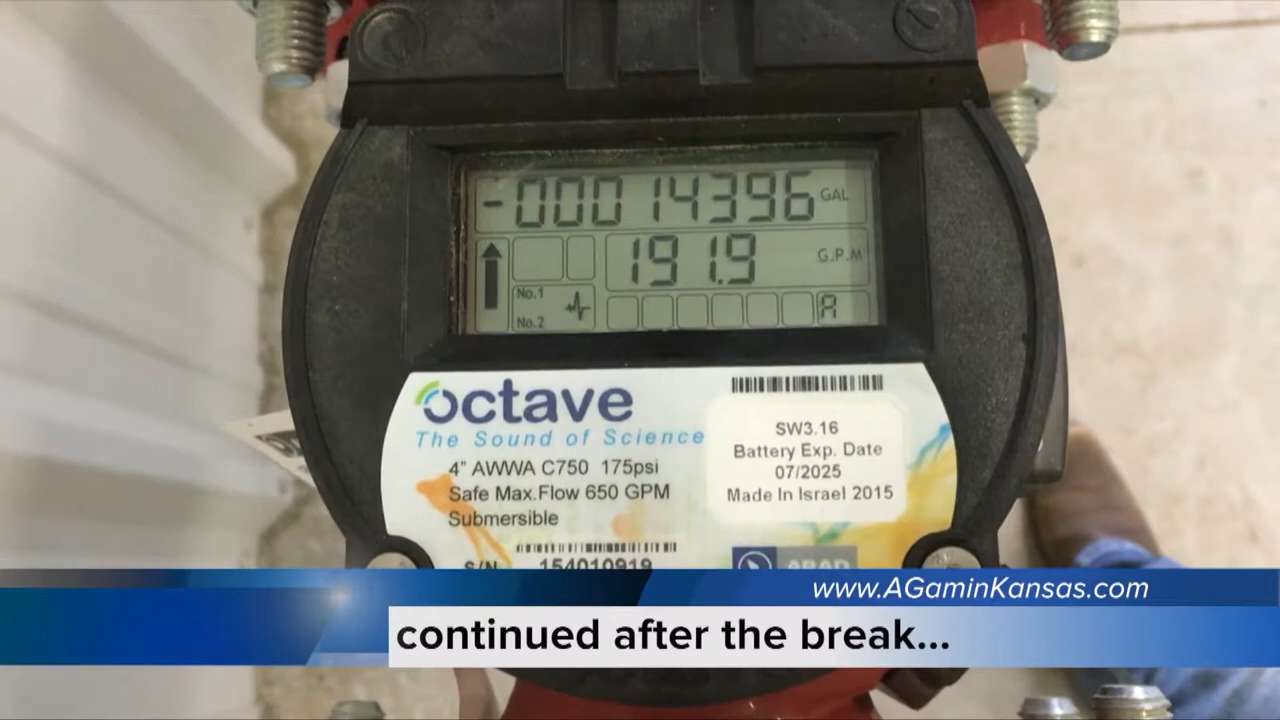 -00014396 GAL
191.9 G.P.M
No.1
No.2
A
octave
The Sound of Science
4" AWWA C750 175psi
Safe Max.Flow 650 GPM
Submersible
SW3.16
Battery Exp. Date
07/2025
Made In Israel 2015
S/N 154010919
ARAD
www.AGaminKansas.com
continued after the break...